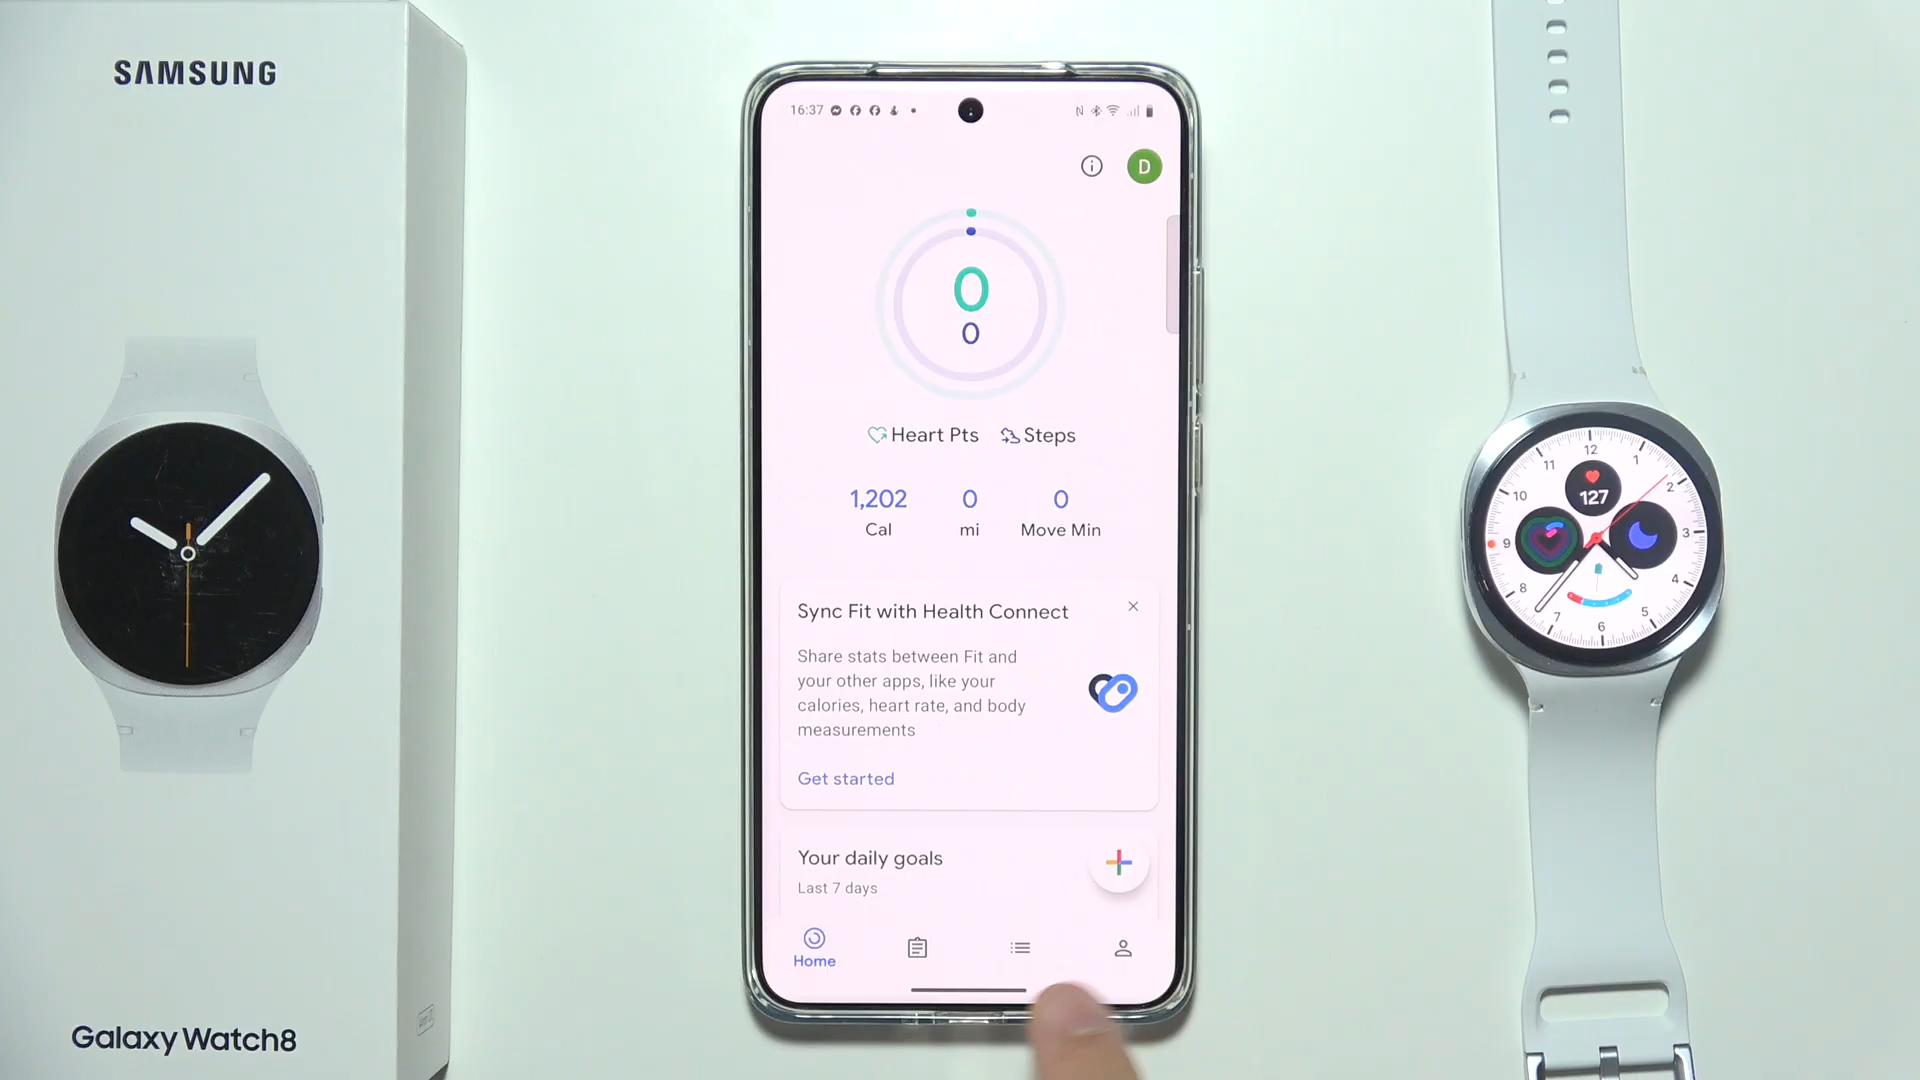 SAMSUNG
Galaxy Watch8
16:37
D
0
0
Heart Pts Steps
1,202 0 0
Cal mi Move Min
Sync Fit with Health Connect
Share stats between Fit and
your other apps, like your
calories, heart rate, and body
measurements
Get started
Your daily goals
Last 7 days
Home
12
11 1
127
10 2
9 3
8 4
7 5
6